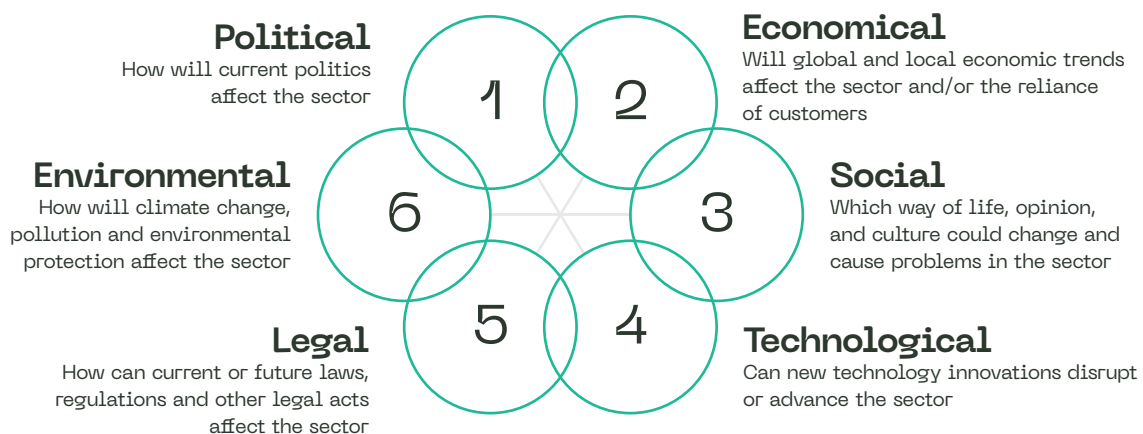 Political
How will current politics
affect the sector
1
2
Economical
Will global and local economic trends
affect the sector and/or the reliance
of customers
Environmental
How will climate change,
pollution and environmental
protection affect the sector
6
3
Social
Which way of life, opinion,
and culture could change and
cause problems in the sector
Legal
How can current or future laws,
regulations and other legal acts
affect the sector
5
4
Technological
Can new technology innovations disrupt
or advance the sector